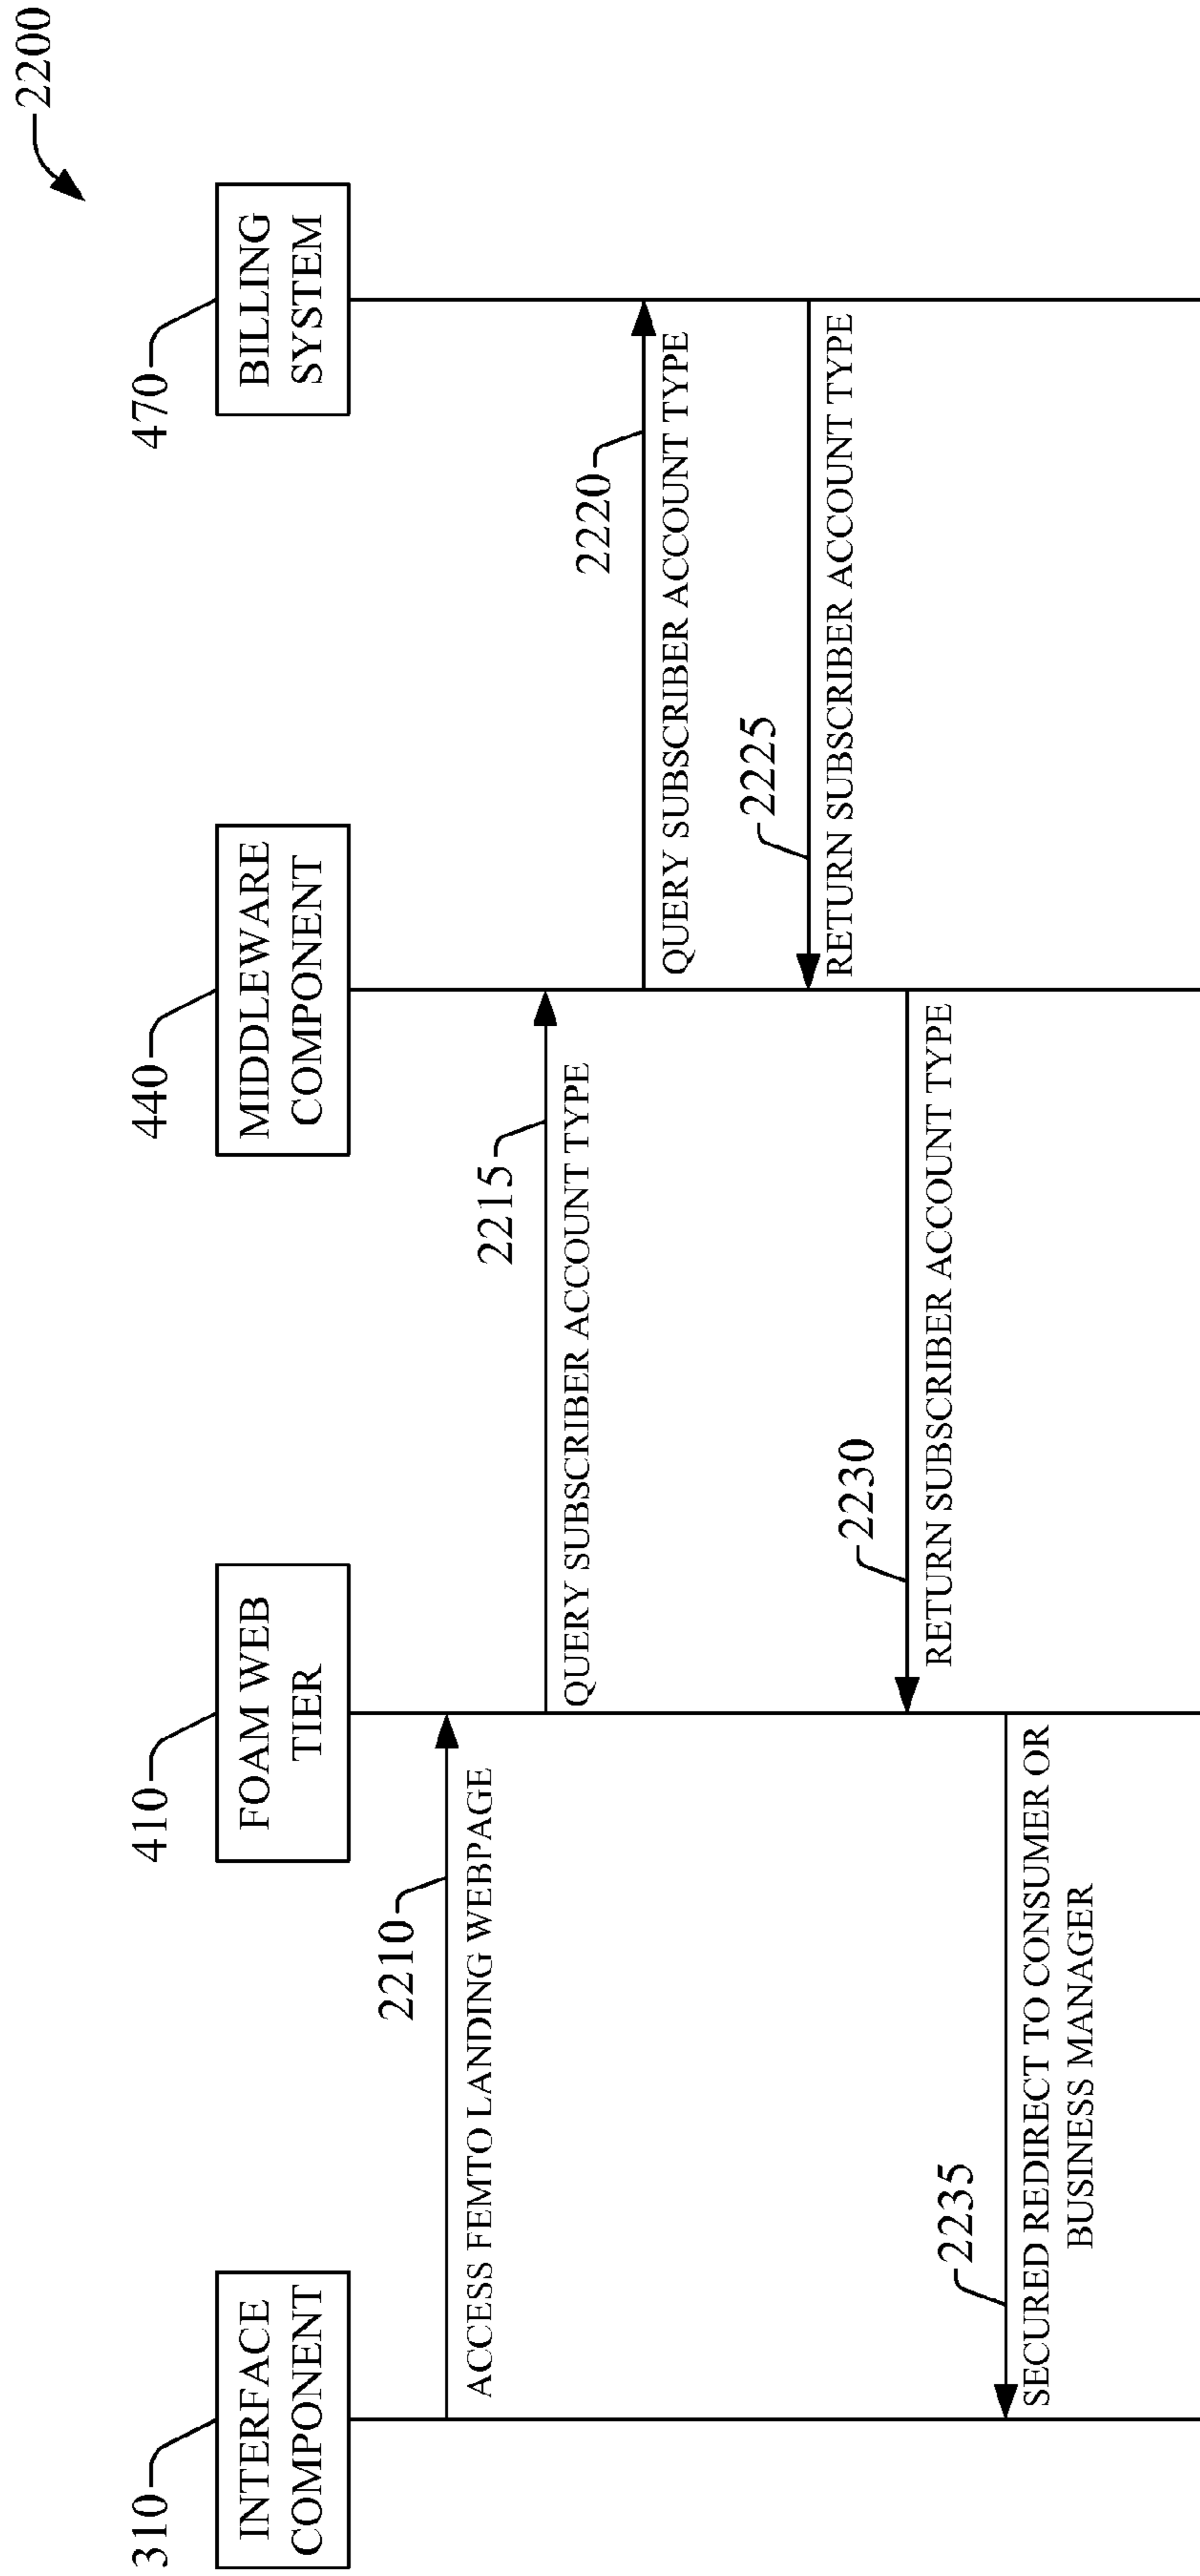 2200
310
INTERFACE
COMPONENT
410
FOAM WEB
TIER
440
MIDDLEWARE
COMPONENT
470
BILLING
SYSTEM
2210
ACCESS FEMTO LANDING WEBPAGE
2215
QUERY SUBSCRIBER ACCOUNT TYPE
2220
QUERY SUBSCRIBER ACCOUNT TYPE
2225
RETURN SUBSCRIBER ACCOUNT TYPE
2230
RETURN SUBSCRIBER ACCOUNT TYPE
2235
SECURED REDIRECT TO CONSUMER OR
BUSINESS MANAGER